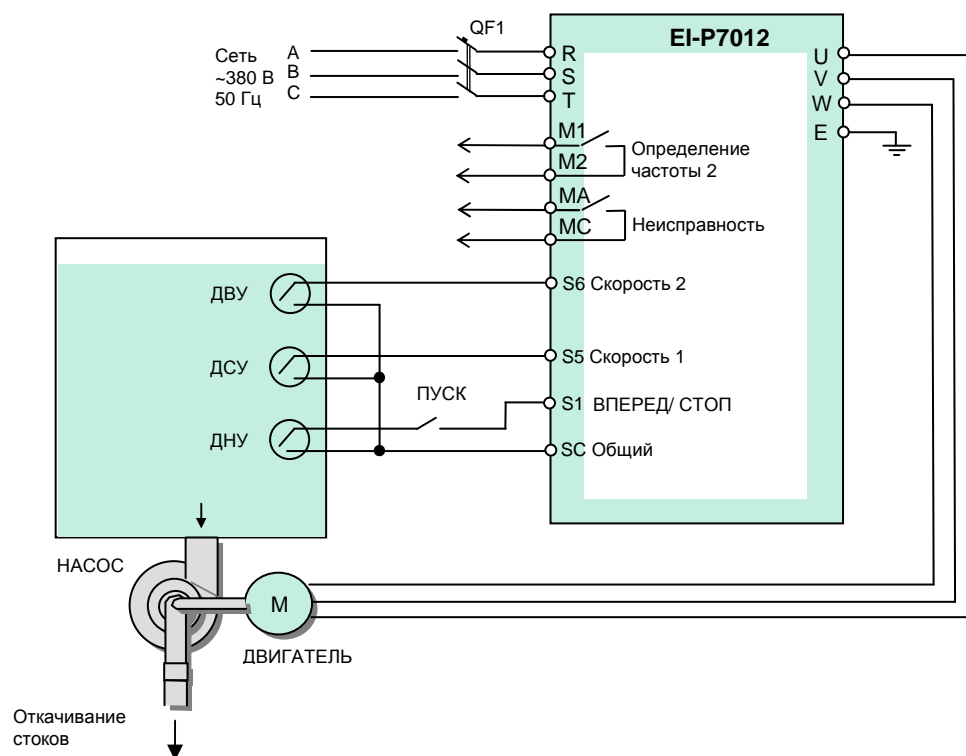 QF1
EI-P7012
Сеть
~380 В
50 Гц
A
B
C
R
S
T
U
V
W
E
M1
M2
Определение
частоты 2
MA
MC
Неисправность
ДВУ
S6 Скорость 2
ДСУ
S5 Скорость 1
ПУСК
S1 ВПЕРЕД/ СТОП
ДНУ
SC Общий
НАСОС
М
ДВИГАТЕЛЬ
Откачивание
стоков